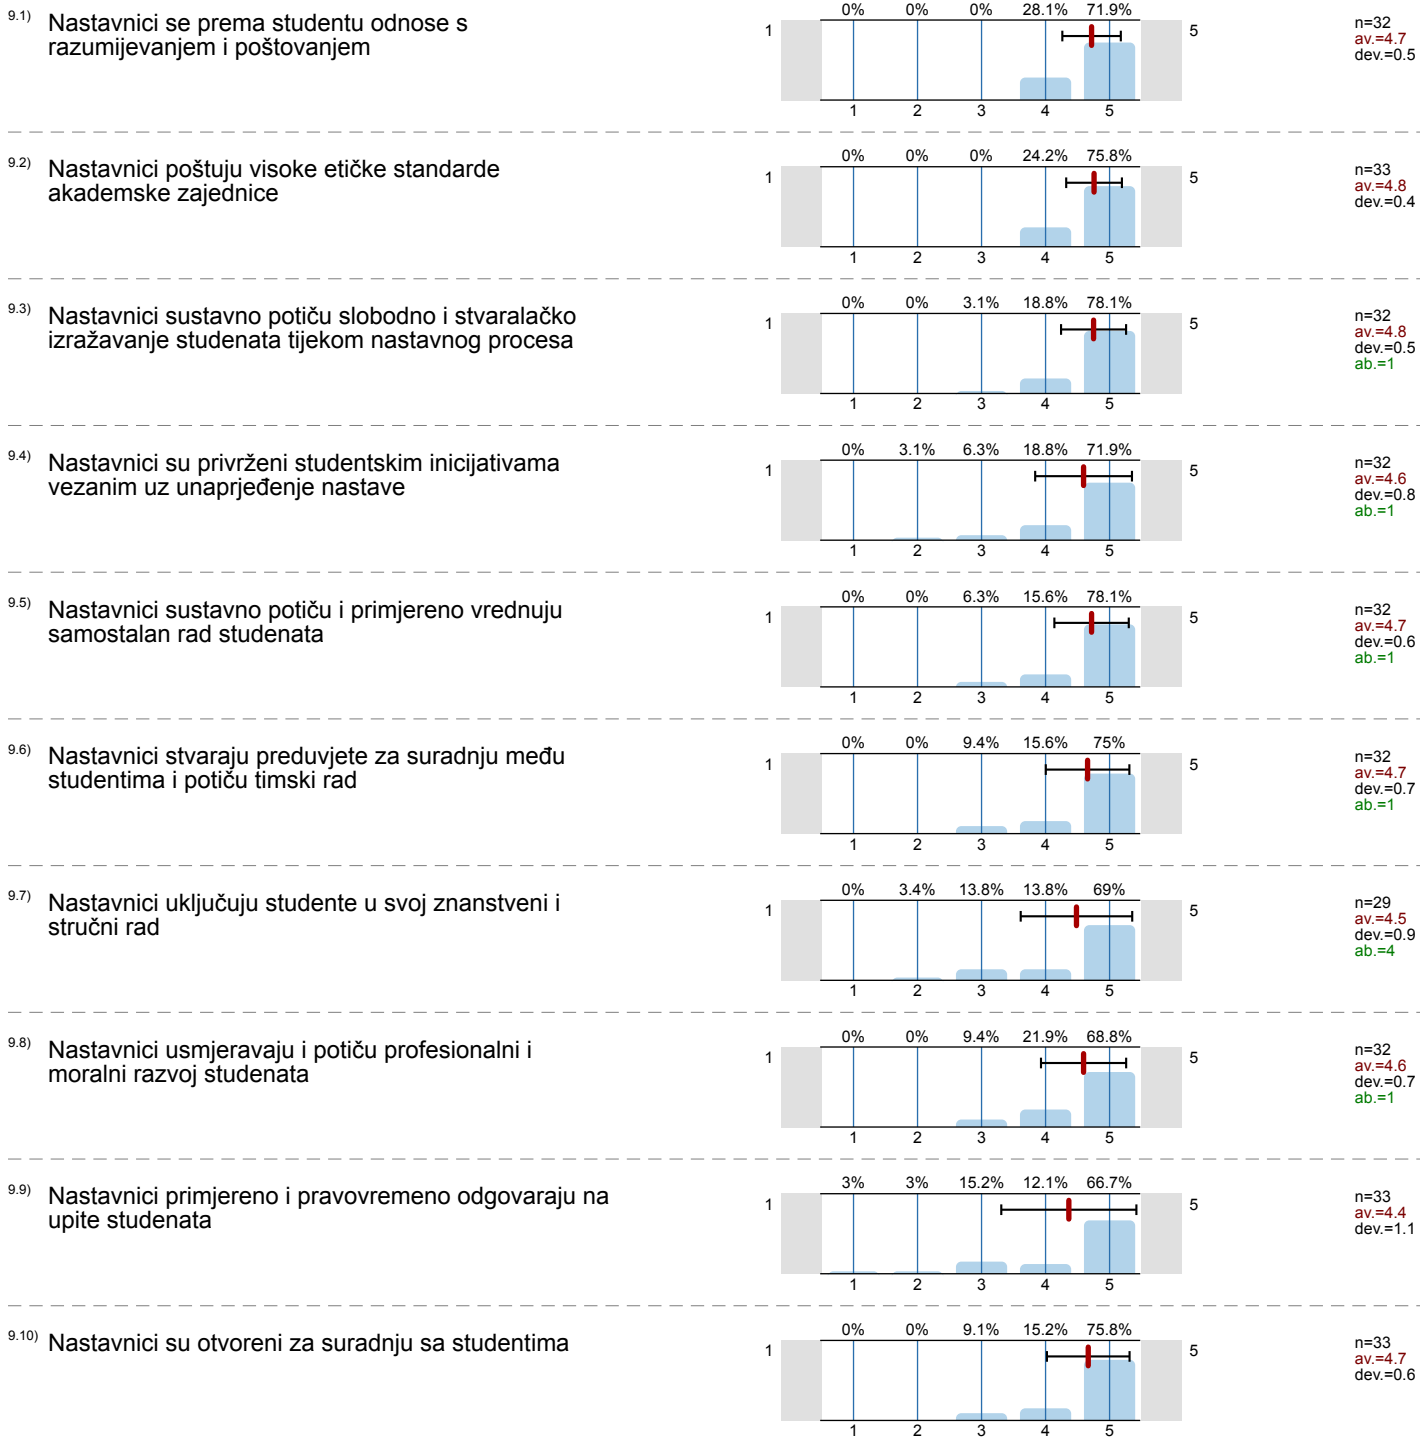 9.1) Nastavnici se prema studentu odnose s
razumijevanjem i poštovanjem
0% 0% 0% 28.1% 71.9%
1 5
1 2 3 4 5
n=32
av.=4.7
dev.=0.5
9.2) Nastavnici poštuju visoke etičke standarde
akademske zajednice
0% 0% 0% 24.2% 75.8%
1 5
1 2 3 4 5
n=33
av.=4.8
dev.=0.4
9.3) Nastavnici sustavno potiču slobodno i stvaralačko
izražavanje studenata tijekom nastavnog procesa
0% 0% 3.1% 18.8% 78.1%
1 5
1 2 3 4 5
n=32
av.=4.8
dev.=0.5
ab.=1
9.4) Nastavnici su privrženi studentskim inicijativama
vezanim uz unaprjeđenje nastave
0% 3.1% 6.3% 18.8% 71.9%
1 5
1 2 3 4 5
n=32
av.=4.6
dev.=0.8
ab.=1
9.5) Nastavnici sustavno potiču i primjereno vrednuju
samostalan rad studenata
0% 0% 6.3% 15.6% 78.1%
1 5
1 2 3 4 5
n=32
av.=4.7
dev.=0.6
ab.=1
9.6) Nastavnici stvaraju preduvjete za suradnju među
studentima i potiču timski rad
0% 0% 9.4% 15.6% 75%
1 5
1 2 3 4 5
n=32
av.=4.7
dev.=0.7
ab.=1
9.7) Nastavnici uključuju studente u svoj znanstveni i
stručni rad
0% 3.4% 13.8% 13.8% 69%
1 5
1 2 3 4 5
n=29
av.=4.5
dev.=0.9
ab.=4
9.8) Nastavnici usmjeravaju i potiču profesionalni i
moralni razvoj studenata
0% 0% 9.4% 21.9% 68.8%
1 5
1 2 3 4 5
n=32
av.=4.6
dev.=0.7
ab.=1
9.9) Nastavnici primjereno i pravovremeno odgovaraju na
upite studenata
3% 3% 15.2% 12.1% 66.7%
1 5
1 2 3 4 5
n=33
av.=4.4
dev.=1.1
9.10) Nastavnici su otvoreni za suradnju sa studentima
0% 0% 9.1% 15.2% 75.8%
1 5
1 2 3 4 5
n=33
av.=4.7
dev.=0.6